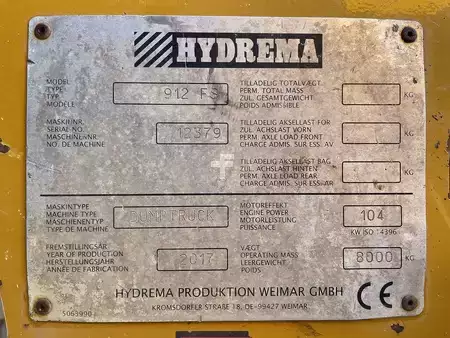 HYDREMA
MODEL
TYPE
TYP
MODELE
912 FS
TILLADELIG TOTALVÆGT
PERM. TOTAL MASS
ZUL. GESAMTGEWICHT
POIDS ADMISSIBLE
KG
MASKINNR.
SERIAL NO.
MASCHINENNR.
NO. DE MACHINE
12379
TILLADELIG AKSELLAST FOR
PERM. AXLE LOAD FRONT
ZUL. ACHSLAST VORN
CHARGE ADMIS. SUR ESS. AV
KG
TILLADELIG AKSELLAST BAG
ZUL. ACHSLAST HINTEN
PERM. AXLE LOAD REAR
CHARGE ADMIS. SUR ESS. AR
KG
MASKINTYPE
MACHINE TYPE
MASCHINENTYP
TYPE DE MACHINE
DUMPTRUCK
MOTOREFFEKT
ENGINE POWER
MOTORLEISTUNG
PUISSANCE
104
KW ISO 14396
FREMSTILLINGSÅR
YEAR OF PRODUCTION
HERSTELLUNGSJAHR
ANNÉE DE FABRICATION
2017
VÆGT
OPERATING MASS
LEERGEWICHT
POIDS
8000
KG
HYDREMA PRODUKTION WEIMAR GMBH
KROMSDORFER STRAßE 18, DE-99427 WEIMAR
CE
5063990